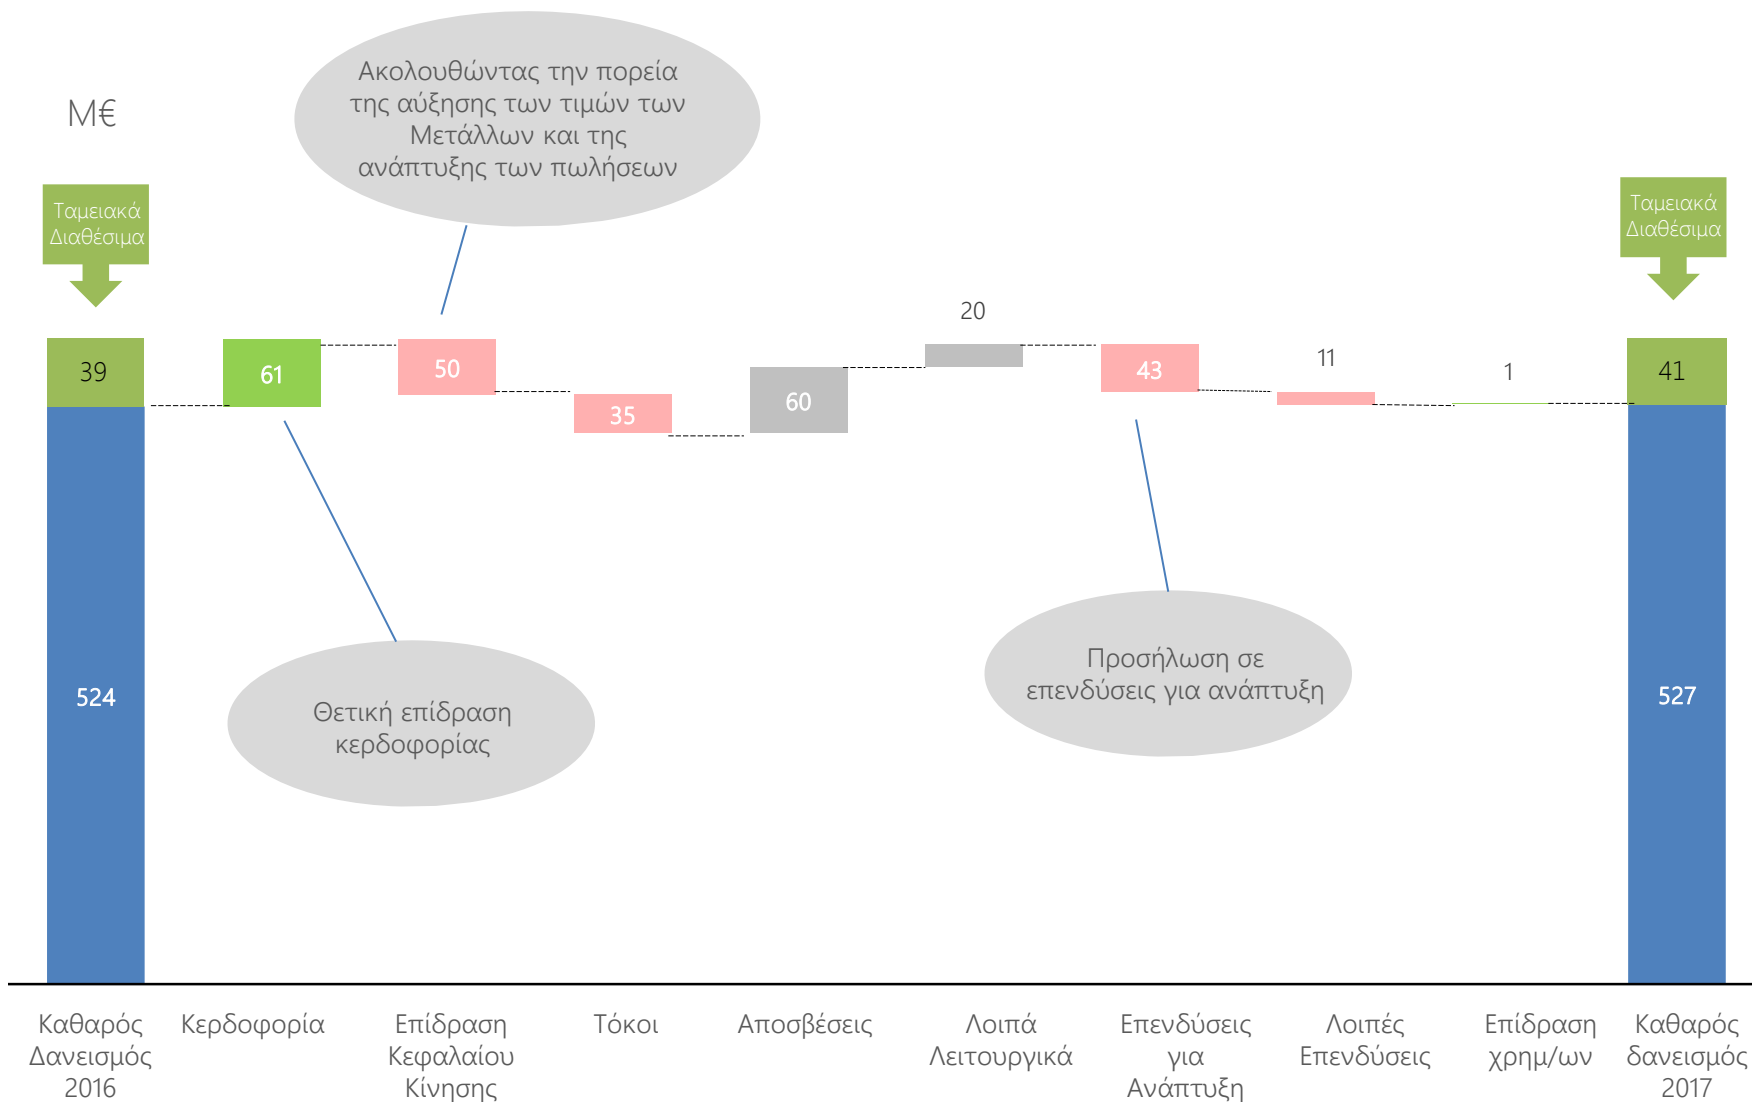 Ακολουθώντας την πορεία
της αύξησης των τιμών των
Μετάλλων και της
ανάπτυξης των πωλήσεων
M€
Ταμειακά
Διαθέσιμα
Ταμειακά
Διαθέσιμα
39
61
50
35
60
20
43
11
1
41
524
Θετική επίδραση
κερδοφορίας
Προσήλωση σε
επενδύσεις για ανάπτυξη
527
Καθαρός
Δανεισμός
2016
Κερδοφορία
Επίδραση
Κεφαλαίου
Κίνησης
Τόκοι
Αποσβέσεις
Λοιπά
Λειτουργικά
Επενδύσεις
για
Ανάπτυξη
Λοιπές
Επενδύσεις
Επίδραση
χρημ/ων
Καθαρός
δανεισμός
2017